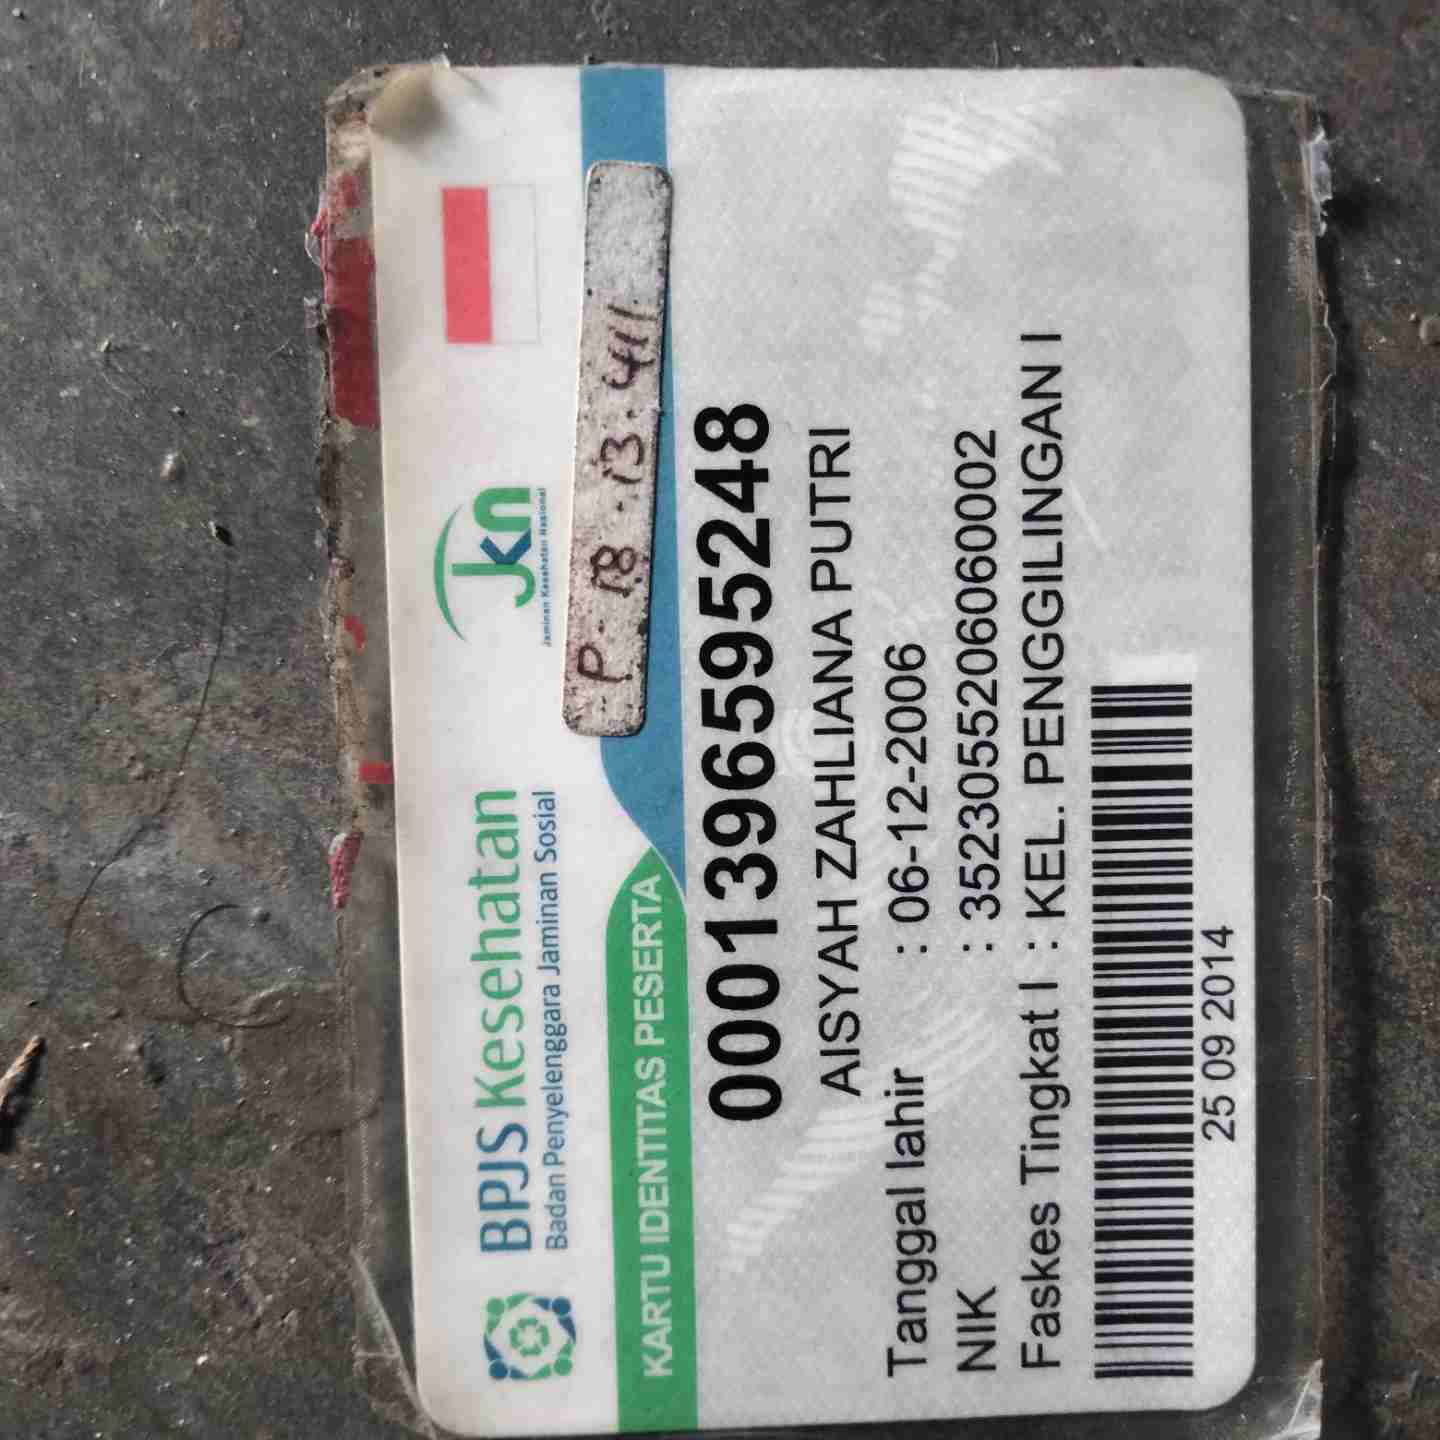 BPJS Kesehatan
Badan Penyelenggara Jaminan Sosial
Jkn
Jaminan Kesehatan Nasional
KARTU IDENTITAS PESERTA
P. 18.13.411
0001396595248
AISYAH ZAHLIANA PUTRI
Tanggal lahir : 06-12-2006
NIK : 3523055206060002
Faskes Tingkat I : KEL. PENGGILINGAN I
25 09 2014